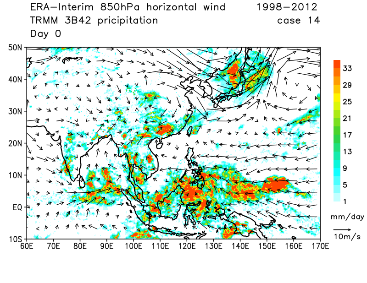 ERA-Interim 850hPa horizontal wind 1998-2012
TRMM 3B42 precipitation case 14
Day 0
50N
40N
30N
20N
10N
EQ
10S
60E 70E 80E 90E 100E 110E 120E 130E 140E 150E 160E 170E
33
29
25
21
17
13
9
5
1
mm/day
10m/s